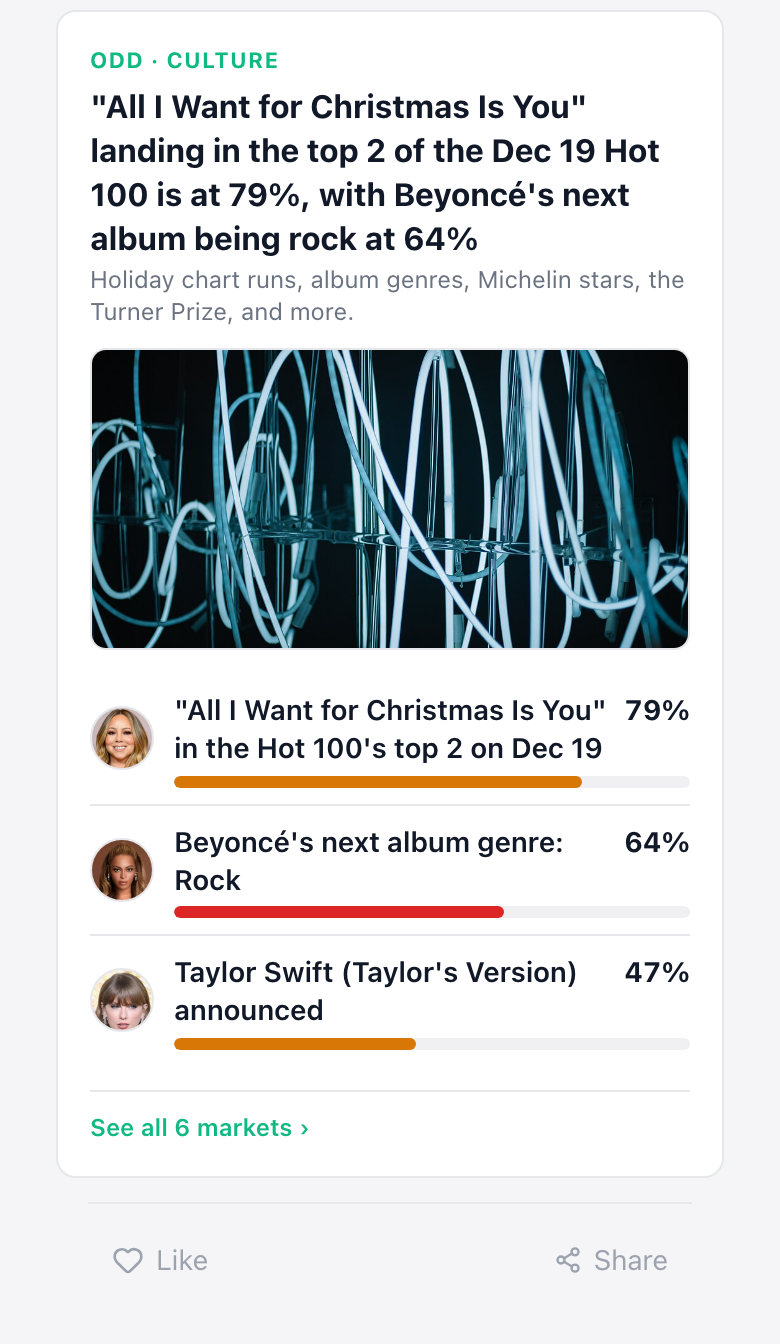 ODD · CULTURE
"All I Want for Christmas Is You"
landing in the top 2 of the Dec 19 Hot
100 is at 79%, with Beyoncé's next
album being rock at 64%
Holiday chart runs, album genres, Michelin stars, the
Turner Prize, and more.
"All I Want for Christmas Is You" 79%
in the Hot 100's top 2 on Dec 19
Beyoncé's next album genre: 64%
Rock
Taylor Swift (Taylor's Version) 47%
announced
See all 6 markets ›
Like Share